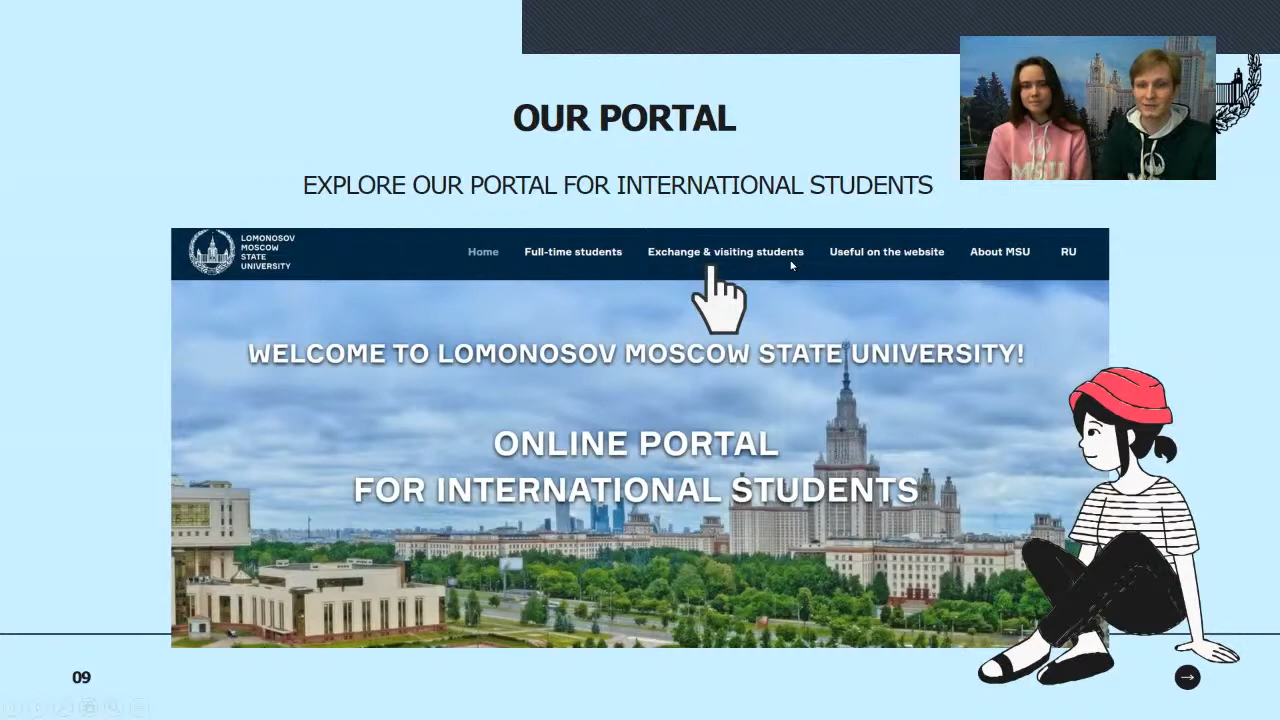 OUR PORTAL
EXPLORE OUR PORTAL FOR INTERNATIONAL STUDENTS
MSU
LOMONOSOV
MOSCOW
STATE
UNIVERSITY
Home Full-time students Exchange & visiting students Useful on the website About MSU RU
WELCOME TO LOMONOSOV MOSCOW STATE UNIVERSITY!
ONLINE PORTAL
FOR INTERNATIONAL STUDENTS
09